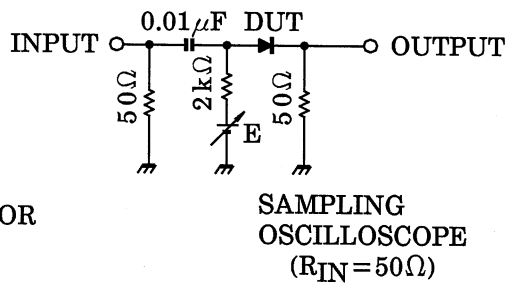 0.01μF DUT
INPUT OUTPUT
50Ω 2kΩ 50Ω
E
OR
SAMPLING
OSCILLOSCOPE
(RIN=50Ω)